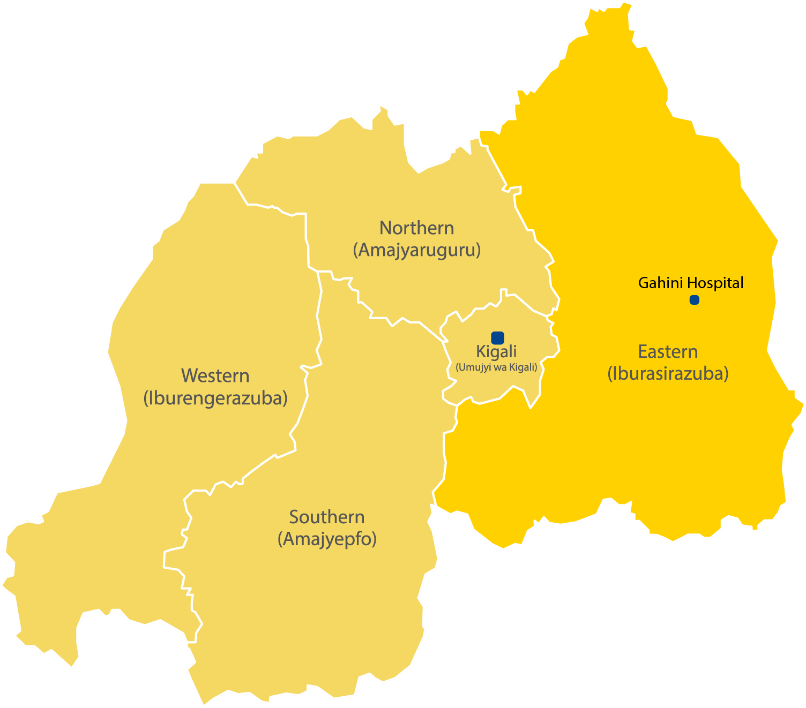 Northern
(Amajyaruguru)
Gahini Hospital
Kigali
(Umujyi wa Kigali)
Eastern
(Iburasirazuba)
Western
(Iburengerazuba)
Southern
(Amajyepfo)